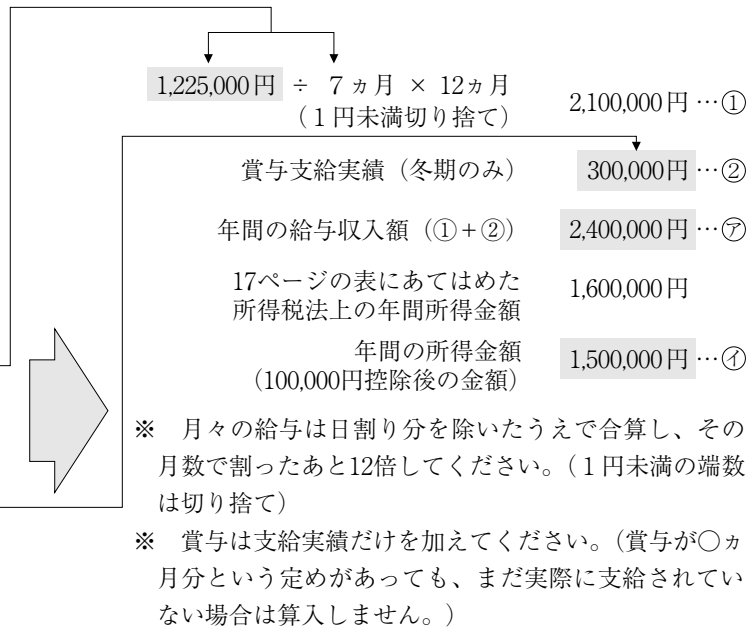 1,225,000円 ÷ 7ヵ月 × 12ヵ月
(1円未満切り捨て) 2,100,000円…①
賞与支給実績（冬期のみ） 300,000円…②
年間の給与収入額（①+②） 2,400,000円…㋐
17ページの表にあてはめた
所得税法上の年間所得金額 1,600,000円
年間の所得金額
(100,000円控除後の金額) 1,500,000円…㋑
※ 月々の給与は日割り分を除いたうえで合算し、その
月数で割ったあと12倍してください。(1円未満の端数
は切り捨て)
※ 賞与は支給実績だけを加えてください。(賞与が○ヵ
月分という定めがあっても、まだ実際に支給されてい
ない場合は算入しません。)